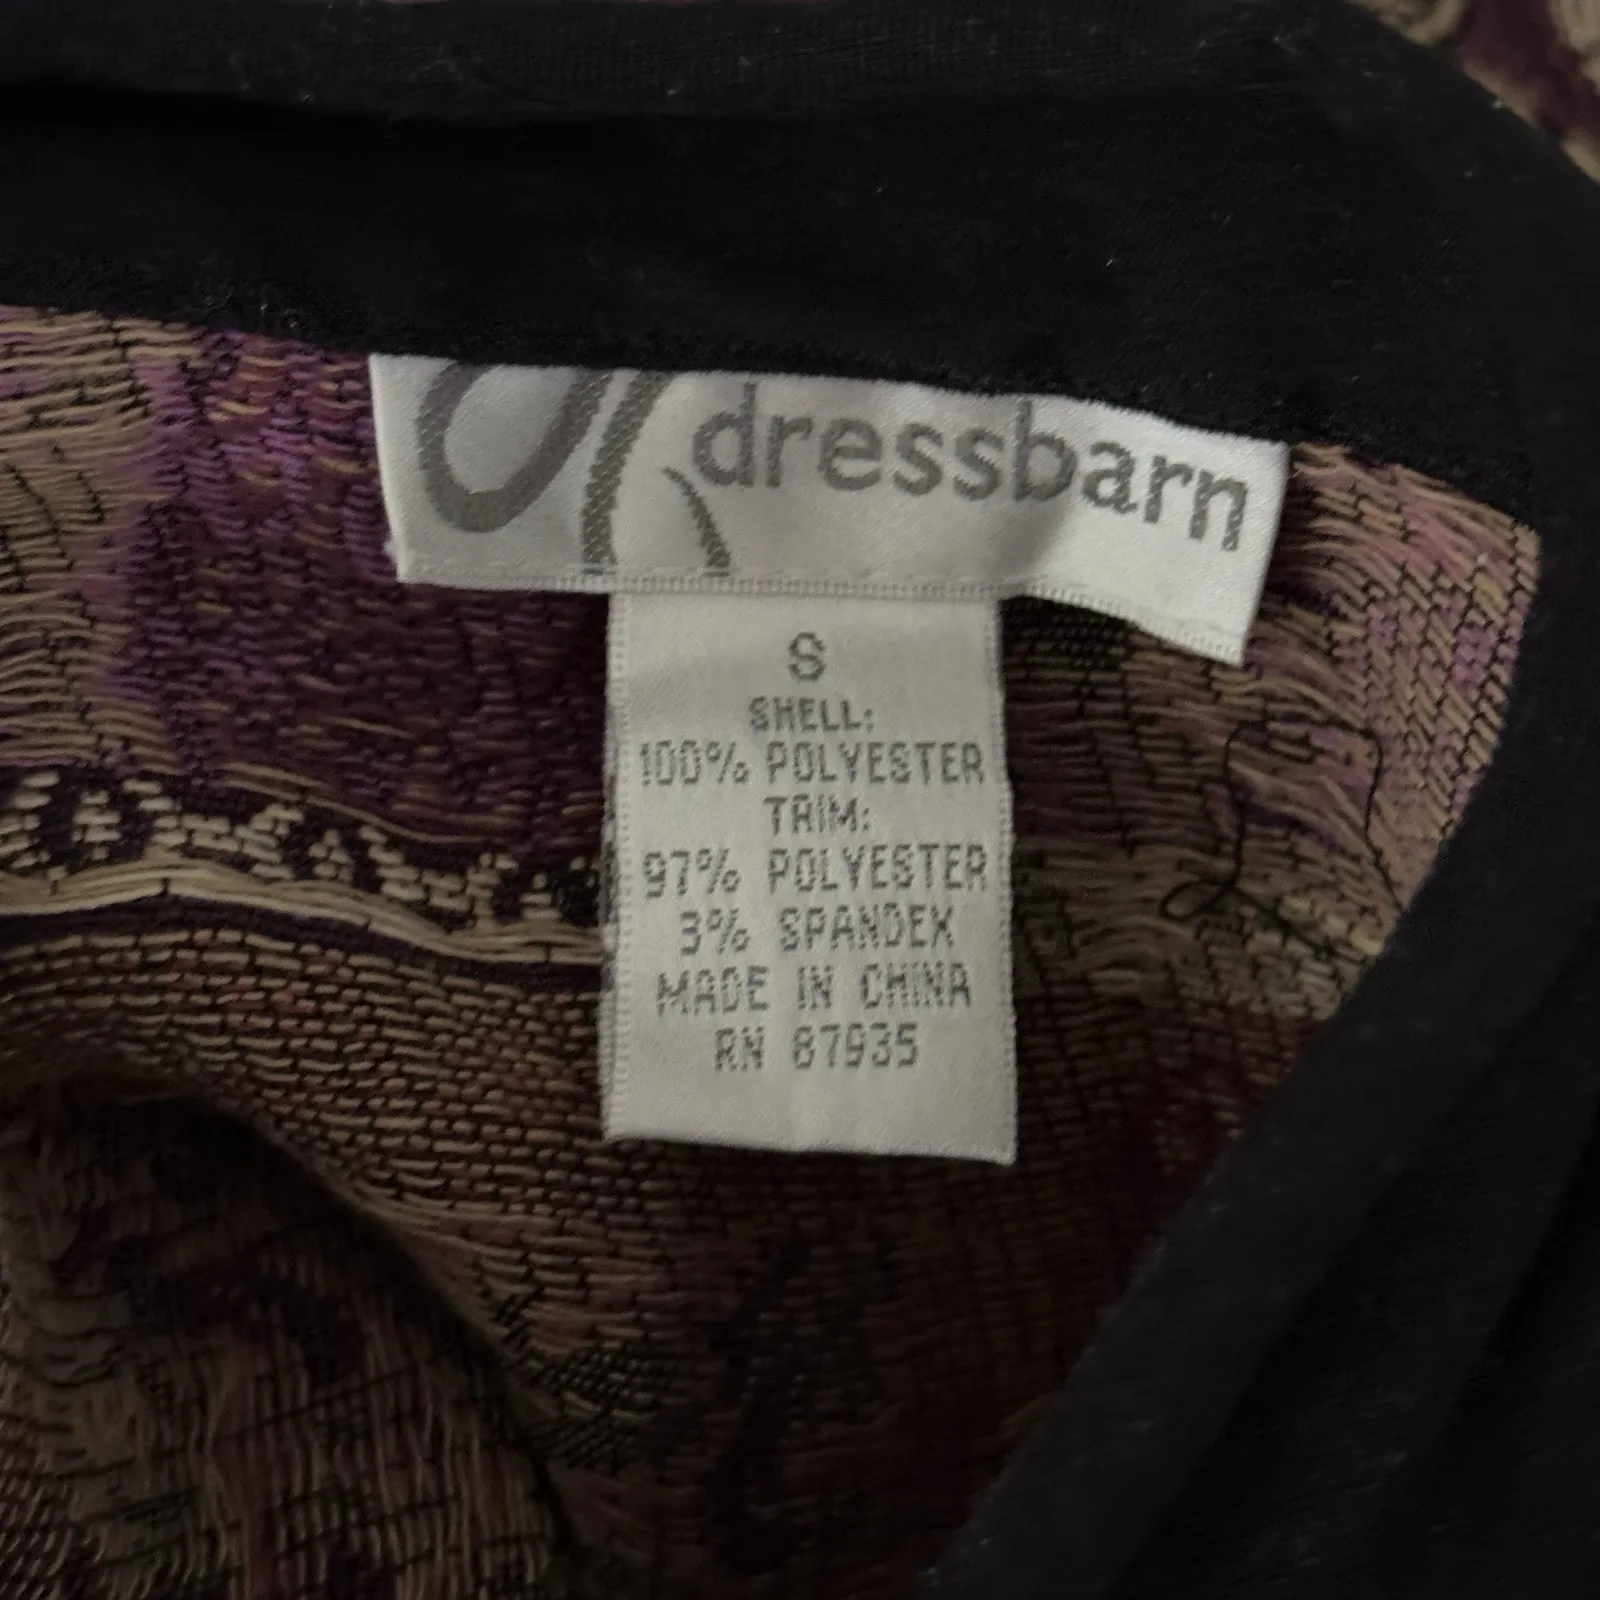 dressbarn
S
SHELL:
100% POLYESTER
TRIM:
97% POLYESTER
3% SPANDEX
MADE IN CHINA
RN 87935